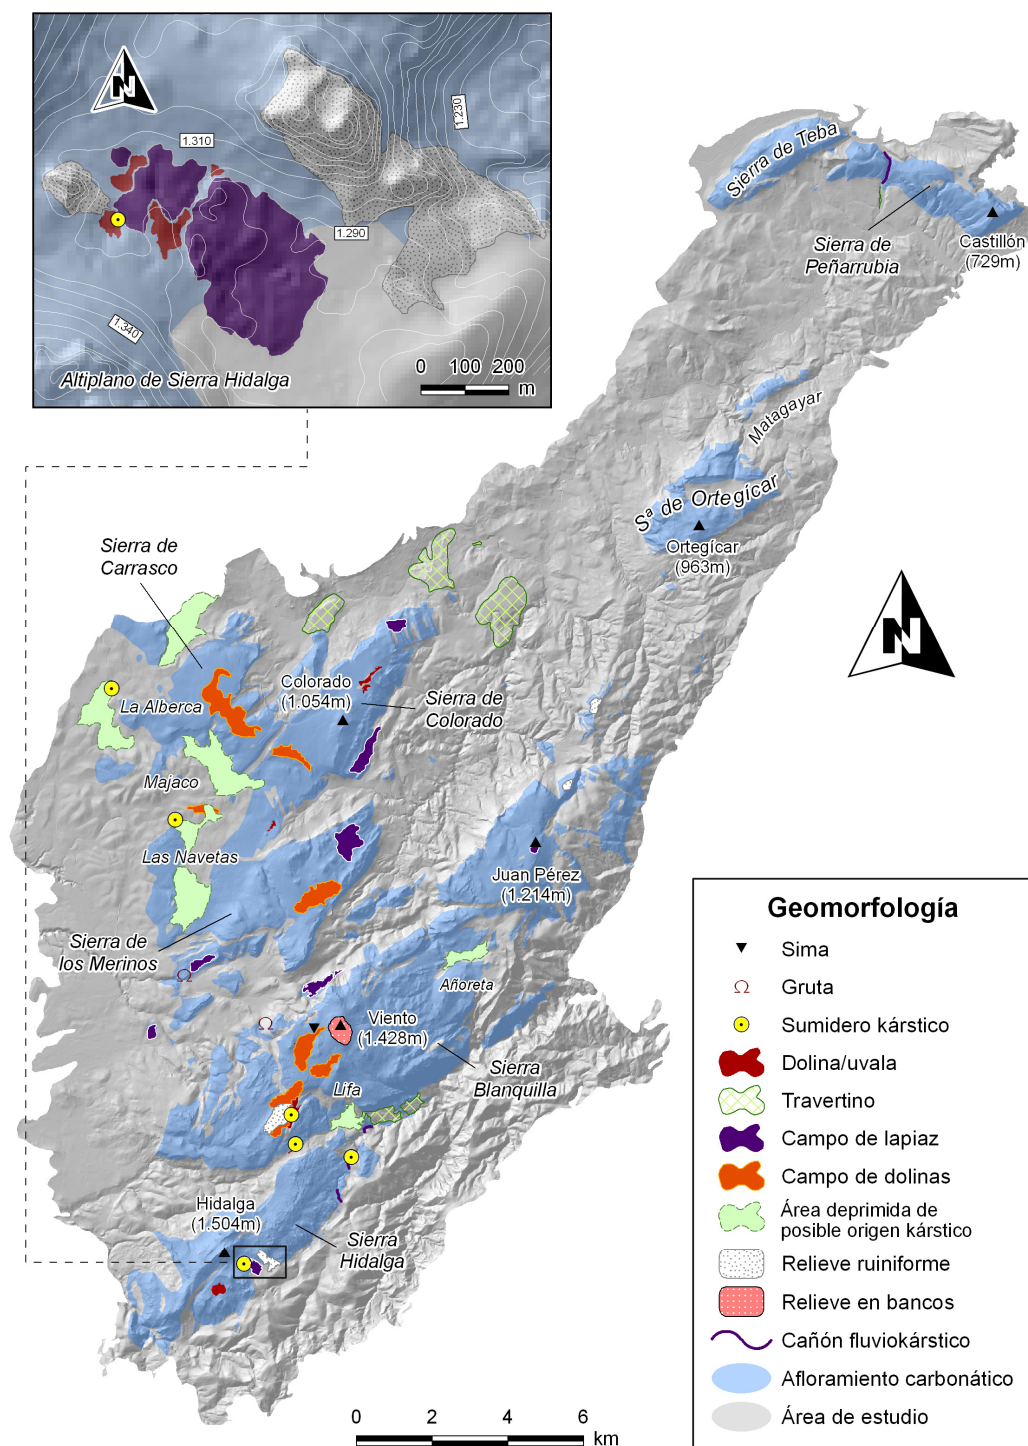 N
1.310
1.230
1.290
1.340
Altiplano de Sierra Hidalga
0 100 200
m
Sierra de Teba
Sierra de
Peñarrubia
Castillón
(729m)
Matagayar
Sª de Ortegícar
Ortegícar
(963m)
N
Sierra de
Carrasco
La Alberca
Colorado
(1.054m)
Sierra de
Colorado
Majaco
Las Navetas
Juan Pérez
(1.214m)
Sierra de
los Merinos
Añoreta
Viento
(1.428m)
Sierra
Blanquilla
Lifa
Hidalga
(1.504m)
Sierra
Hidalga
0 2 4 6
km
Geomorfología
Sima
Gruta
Sumidero kárstico
Dolina/uvala
Travertino
Campo de lapiaz
Campo de dolinas
Área deprimida de
posible origen kárstico
Relieve ruiniforme
Relieve en bancos
Cañón fluviokárstico
Afloramiento carbonático
Área de estudio